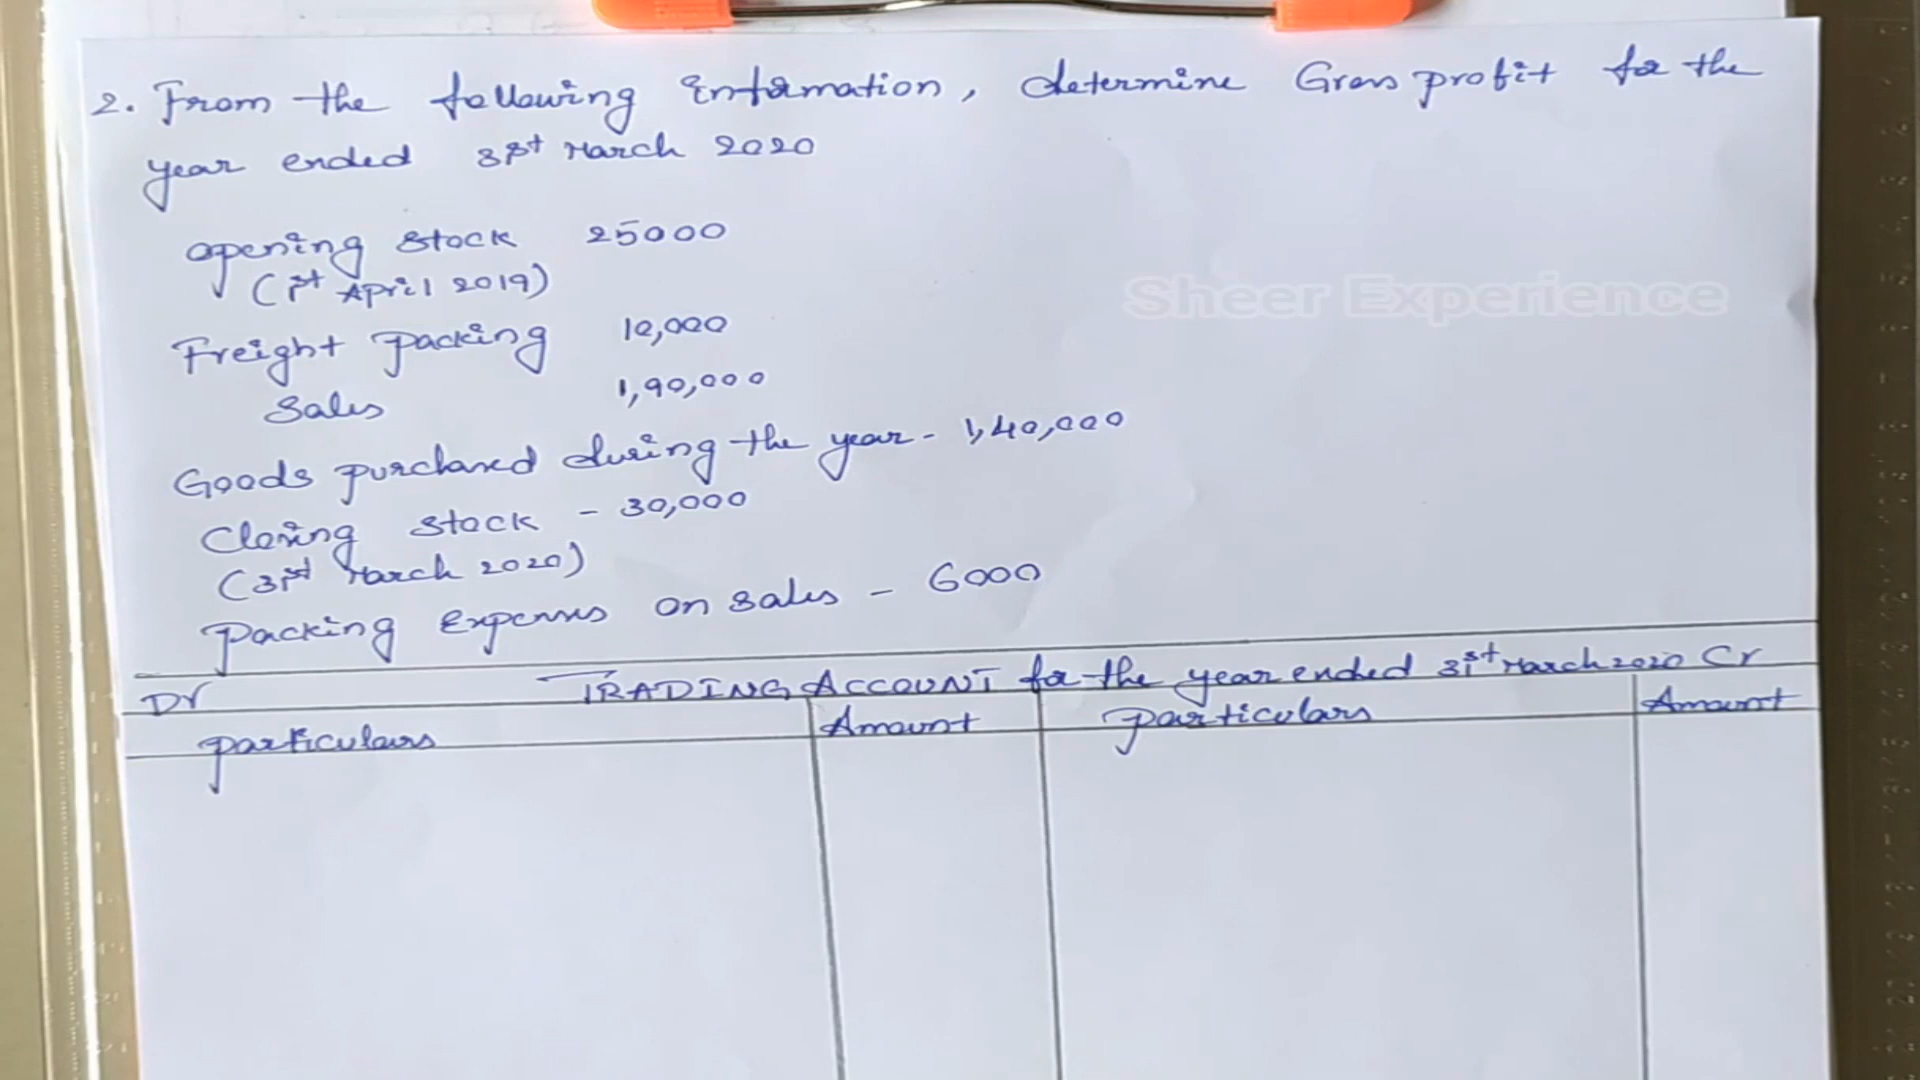 2. From the following information, determine Gross profit for the
year ended 31st March 2020
opening stock 25000
(1st April 2019)
Sheer Experience
Freight packing 10,000
Sales 1,90,000
Goods purchased during the year - 1,40,000
Closing stock - 30,000
(31st March 2020)
Packing Expenses on sales - 6000
Dr TRADING ACCOUNT for the year ended 31st March 2020 Cr
particulars Amount particulars Amount